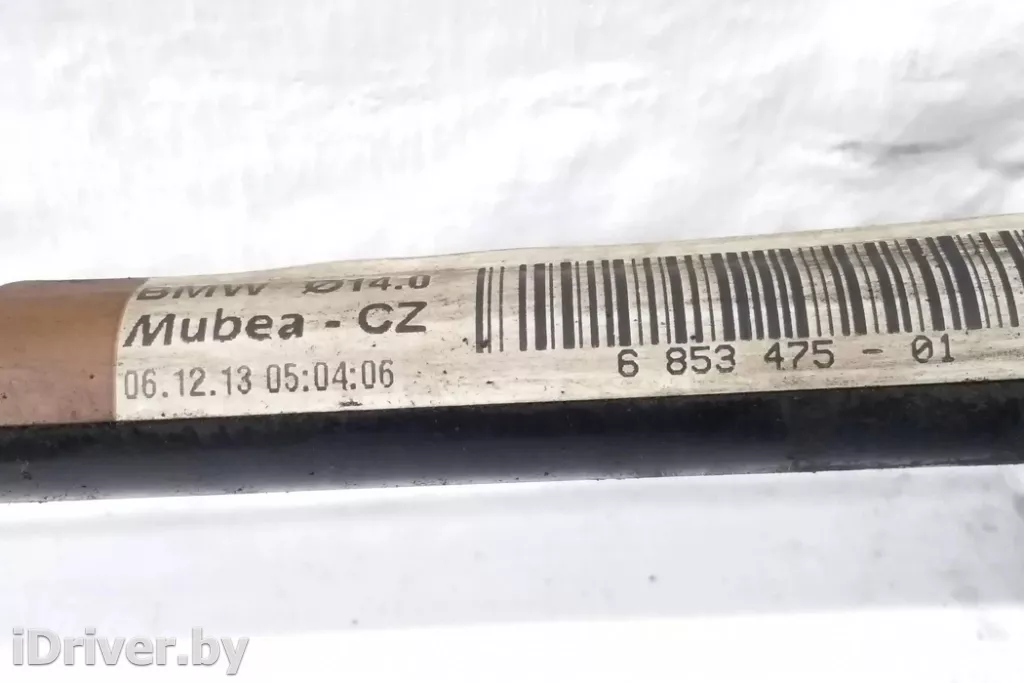 BMW Ø14.0
Mubea - CZ
06.12.13 05:04:06
6 853 475 - 01
iDriver.by